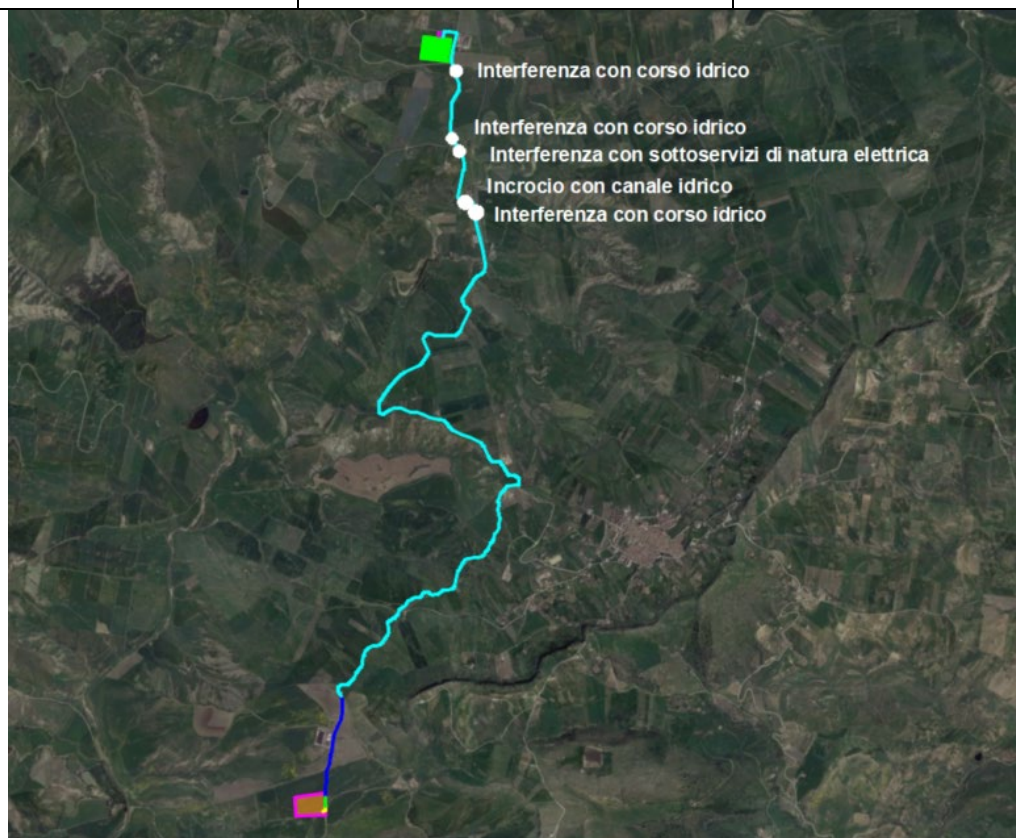 Interferenza con corso idrico
Interferenza con corso idrico
Interferenza con sottoservizi di natura elettrica
Incrocio con canale idrico
Interferenza con corso idrico